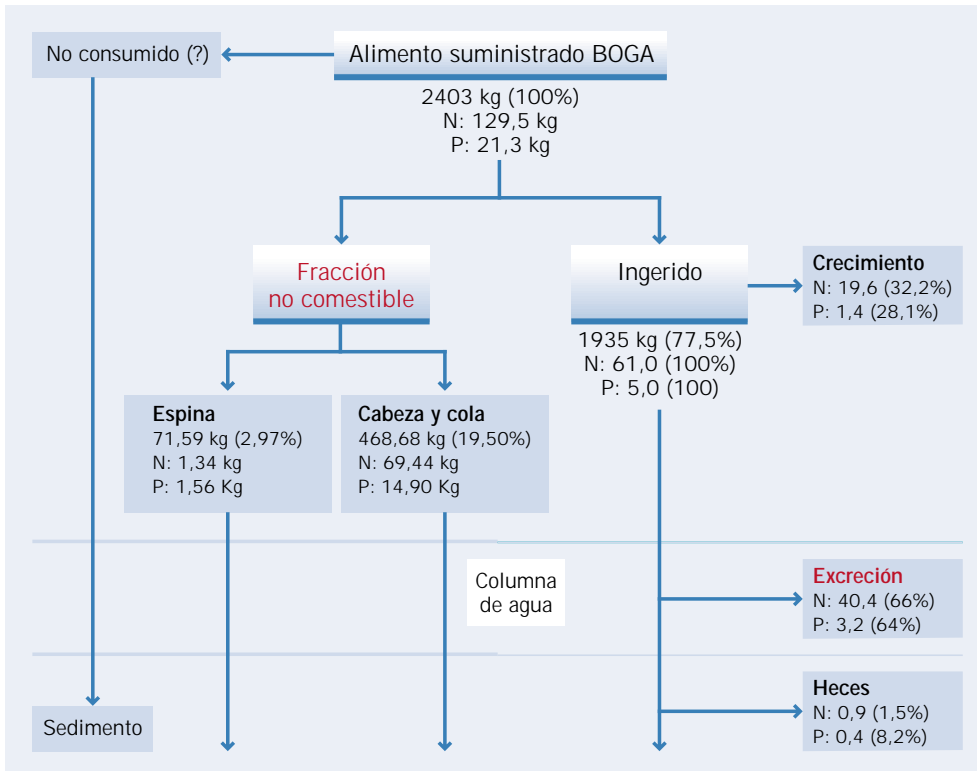 No consumido (?)
Alimento suministrado BOGA
2403 kg (100%)
N: 129,5 kg
P: 21,3 kg
Fracción
no comestible
Ingerido
1935 kg (77,5%)
N: 61,0 (100%)
P: 5,0 (100)
Crecimiento
N: 19,6 (32,2%)
P: 1,4 (28,1%)
Espina
71,59 kg (2,97%)
N: 1,34 kg
P: 1,56 Kg
Cabeza y cola
468,68 kg (19,50%)
N: 69,44 kg
P: 14,90 Kg
Columna
de agua
Excreción
N: 40,4 (66%)
P: 3,2 (64%)
Sedimento
Heces
N: 0,9 (1,5%)
P: 0,4 (8,2%)